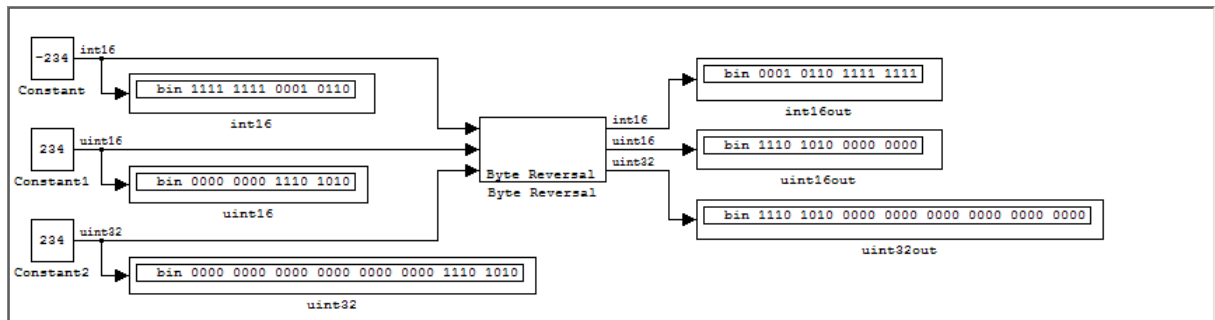 -234
int16
Constant
bin 1111 1111 0001 0110
int16
234
uint16
Constant1
bin 0000 0000 1110 1010
uint16
234
uint32
Constant2
bin 0000 0000 0000 0000 0000 0000 1110 1010
uint32
Byte Reversal
Byte Reversal
int16
uint16
uint32
bin 0001 0110 1111 1111
int16out
bin 1110 1010 0000 0000
uint16out
bin 1110 1010 0000 0000 0000 0000 0000 0000
uint32out